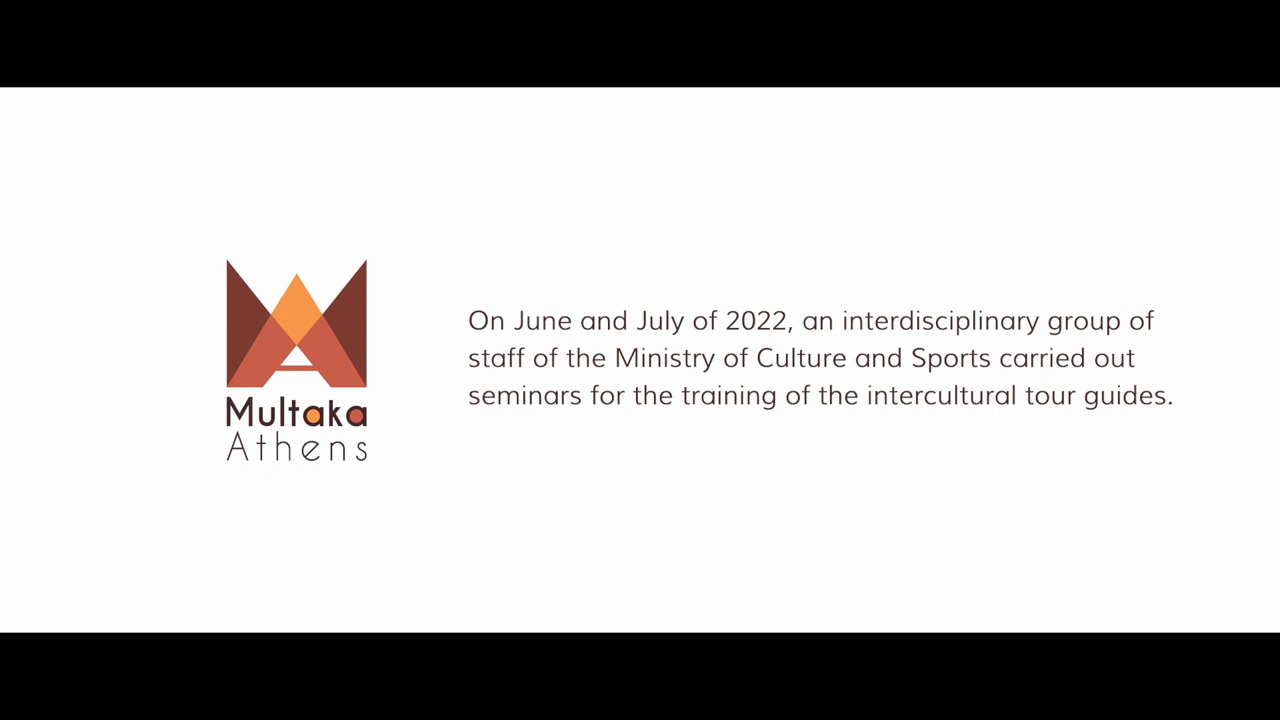 Multaka
Athens
On June and July of 2022, an interdisciplinary group of
staff of the Ministry of Culture and Sports carried out
seminars for the training of the intercultural tour guides.